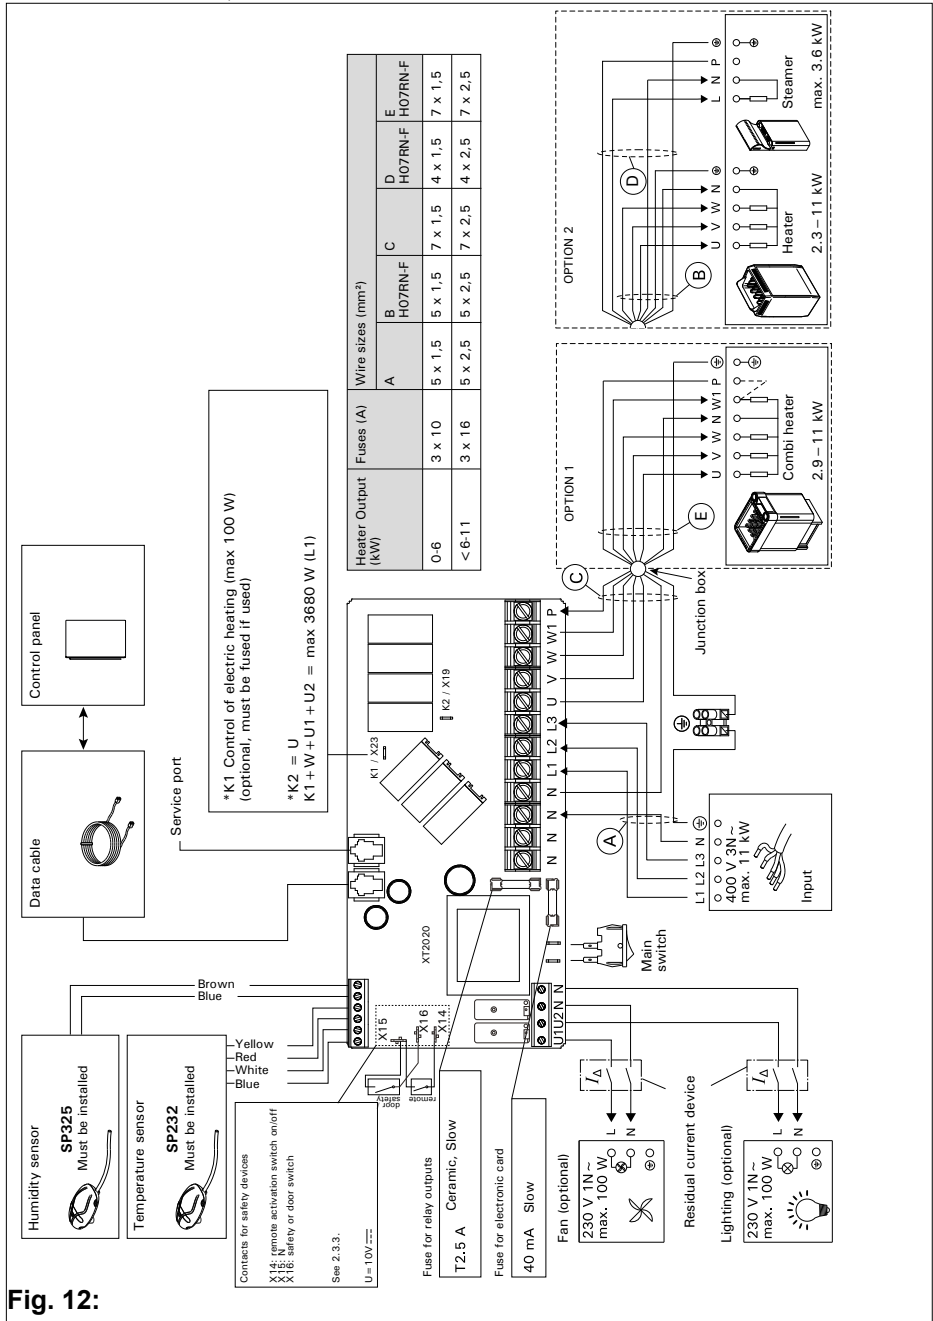 Humidity sensor
SP325
Must be installed
Temperature sensor
SP232
Must be installed
Data cable
Control panel
Brown
Blue
Yellow
Red
White
Blue
Service port
*K1 Control of electric heating (max 100 W)
(optional, must be fused if used)
*K2 = U
K1+W+U1+U2 = max 3680 W (L1)
Contacts for safety devices
X14: remote activation switch on/off
X15: N
X16: safety or door switch
See 2.3.3.
U=10V
door
safety
remote
X15
X16
X14
XT2020
K1 / X23
K2 / X19
Heater Output
(kW)
Fuses (A)
Wire sizes (mm²)
A
B
H07RN-F
C
D
H07RN-F
E
H07RN-F
0-6
3 x 10
5 x 1,5
5 x 1,5
7 x 1,5
4 x 1,5
7 x 1,5
<6-11
3 x 16
5 x 2,5
5 x 2,5
7 x 2,5
4 x 2,5
7 x 2,5
Fuse for relay outputs
T2.5 A Ceramic, Slow
Fuse for electronic card
40 mA Slow
U1 U2 N N
N N N N L1 L2 L3 U V W W1 P
Main
switch
A
C
Junction box
L1 L2 L3 N
400 V 3N~
max. 11 kW
Input
Fan (optional)
230 V 1N~
max. 100 W
L
N
I∆
Residual current device
Lighting (optional)
230 V 1N~
max. 100 W
L
N
I∆
OPTION 1
E
U V W N W1 P
Combi heater
2.9–11 kW
OPTION 2
B
D
U V W N
Heater
2.3–11 kW
L N P
Steamer
max. 3.6 kW
Fig. 12: